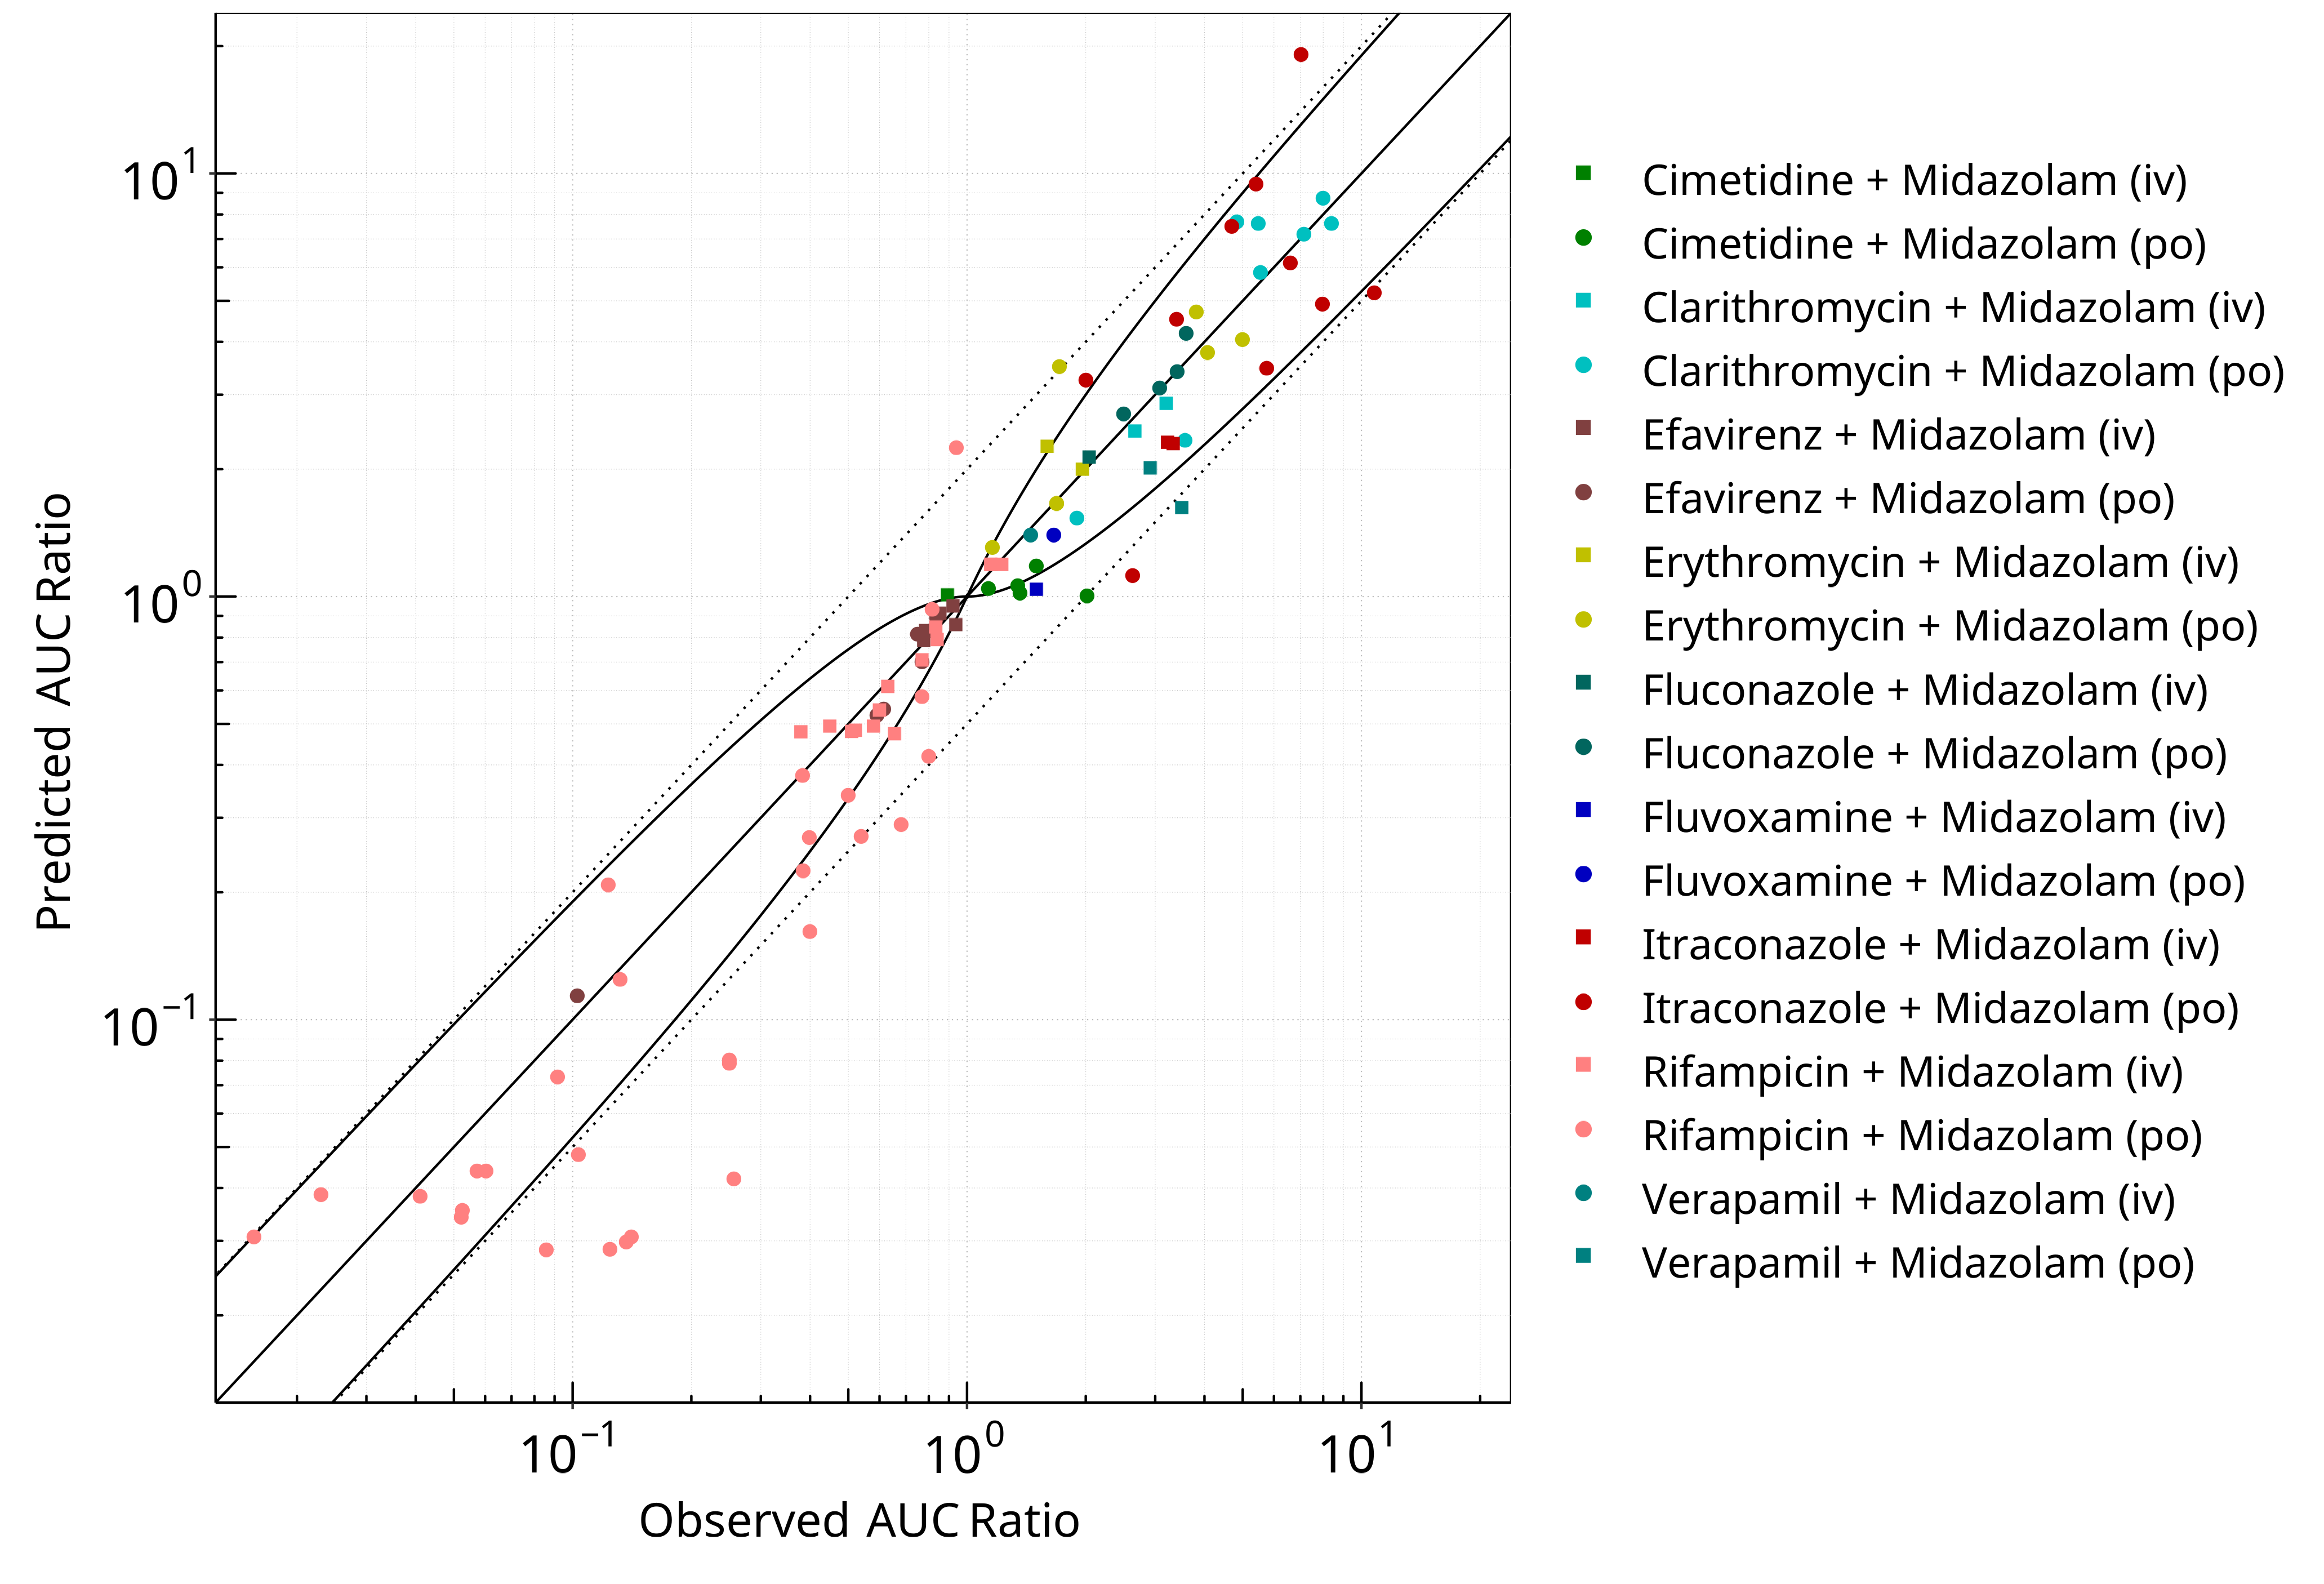 10^1
10^0
10^−1
Predicted AUC Ratio
10^−1
10^0
10^1
Observed AUC Ratio
Cimetidine + Midazolam (iv)
Cimetidine + Midazolam (po)
Clarithromycin + Midazolam (iv)
Clarithromycin + Midazolam (po)
Efavirenz + Midazolam (iv)
Efavirenz + Midazolam (po)
Erythromycin + Midazolam (iv)
Erythromycin + Midazolam (po)
Fluconazole + Midazolam (iv)
Fluconazole + Midazolam (po)
Fluvoxamine + Midazolam (iv)
Fluvoxamine + Midazolam (po)
Itraconazole + Midazolam (iv)
Itraconazole + Midazolam (po)
Rifampicin + Midazolam (iv)
Rifampicin + Midazolam (po)
Verapamil + Midazolam (iv)
Verapamil + Midazolam (po)